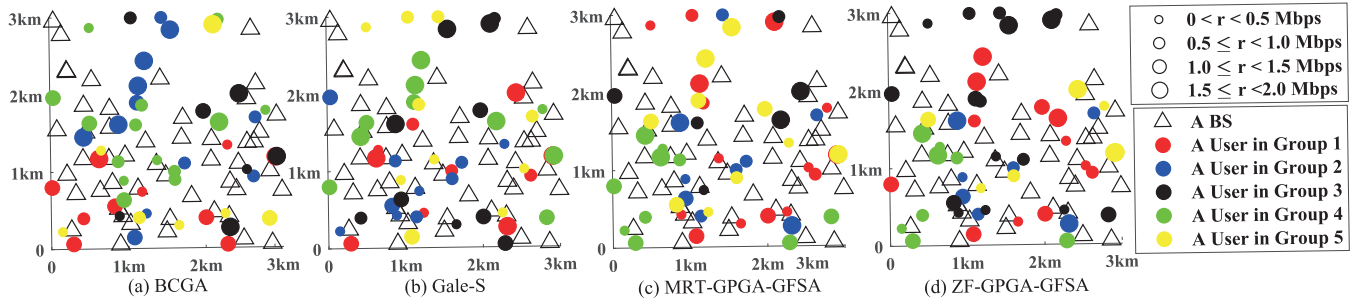 3km
2km
1km
0
0
1km
2km
3km
(a) BCGA
3km
2km
1km
0
0
1km
2km
3km
(b) Gale-S
3km
2km
1km
0
0
1km
2km
3km
(c) MRT-GPGA-GFSA
3km
2km
1km
0
0
1km
2km
3km
(d) ZF-GPGA-GFSA
0 < r < 0.5 Mbps
0.5 ≤ r < 1.0 Mbps
1.0 ≤ r < 1.5 Mbps
1.5 ≤ r <2.0 Mbps
A BS
A User in Group 1
A User in Group 2
A User in Group 3
A User in Group 4
A User in Group 5